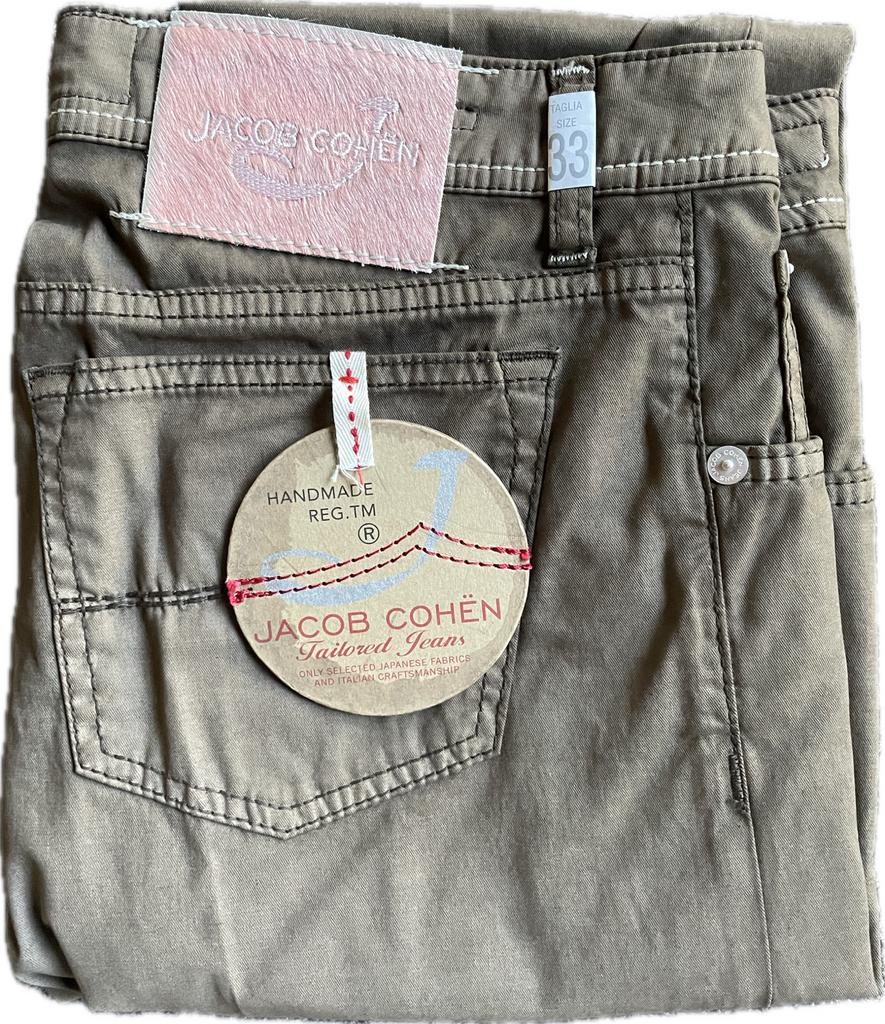 JACOB COHËN
TAGLIA
SIZE
33
HANDMADE
REG.TM
®
JACOB COHËN
Tailored Jeans
ONLY SELECTED JAPANESE FABRICS
AND ITALIAN CRAFTSMANSHIP